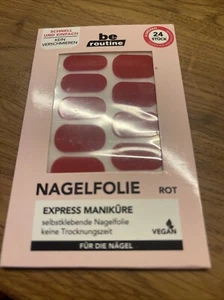 SCHNELL
UND EINFACH
KEIN
VERSCHMIEREN
be
routine
24
STÜCK
NAGELFOLIE ROT
EXPRESS MANIKÜRE
selbstklebende Nagelfolie
keine Trocknungszeit
VEGAN
FÜR DIE NÄGEL